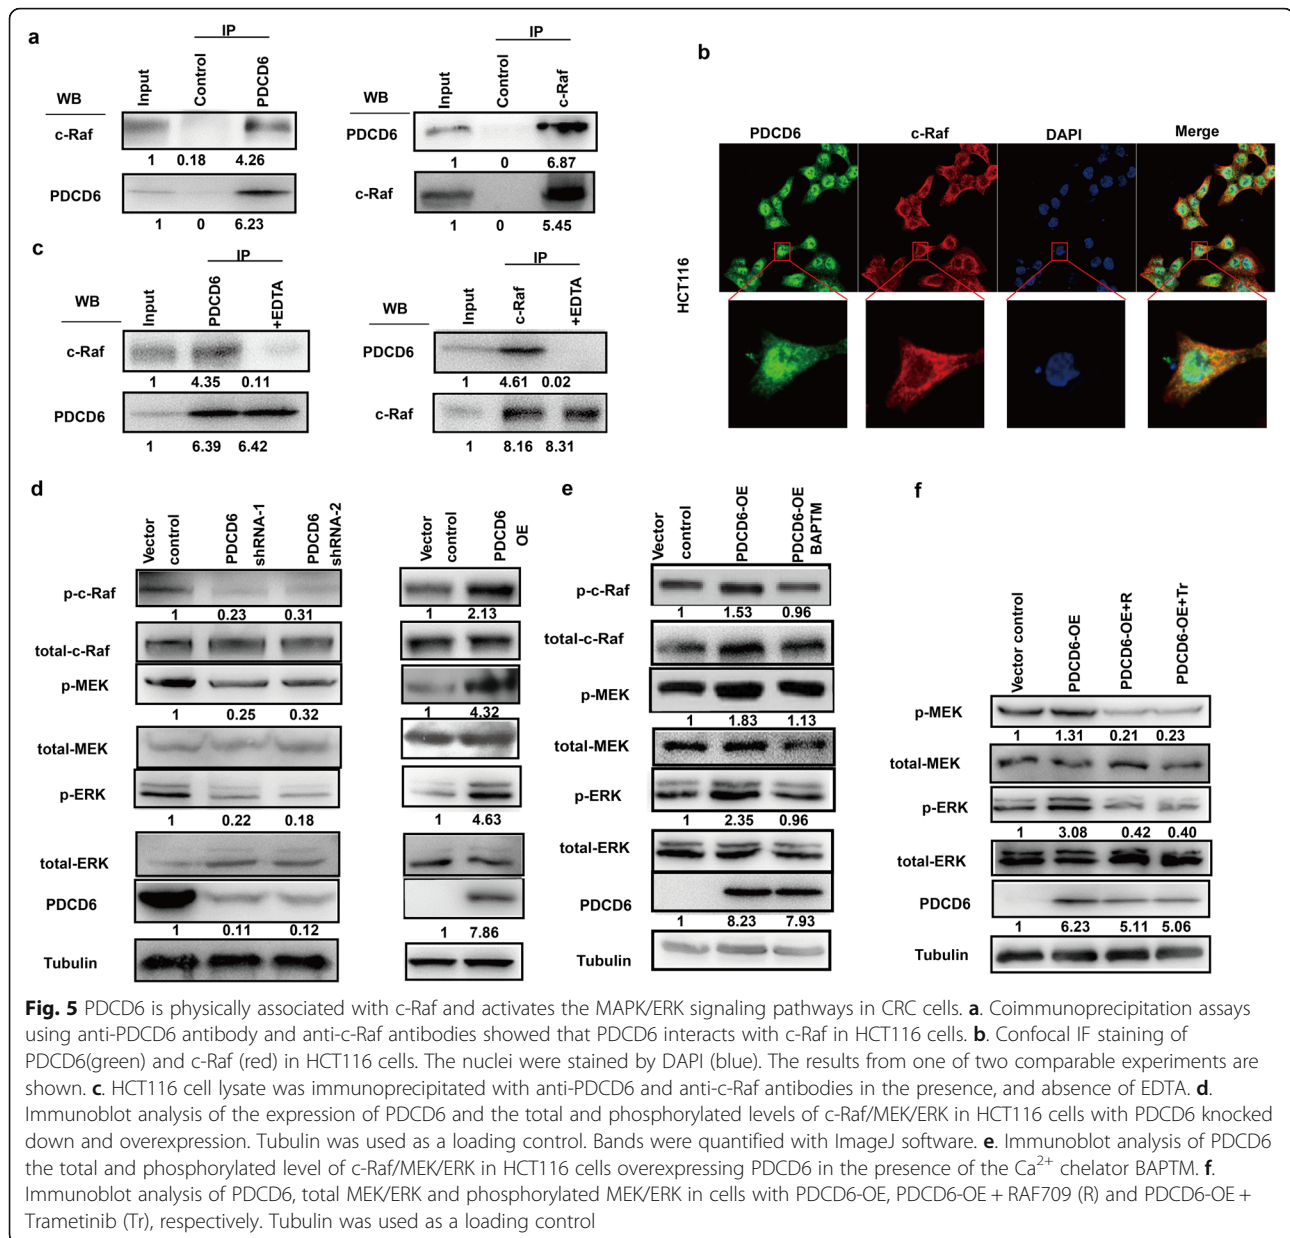 a
IP
WB
Input
Control
PDCD6
c-Raf
1 0.18 4.26
PDCD6
1 0 6.23
IP
WB
Input
Control
c-Raf
PDCD6
1 0 6.87
c-Raf
1 0 5.45
b
PDCD6 c-Raf DAPI Merge
HCT116
c
IP
WB
Input
PDCD6
+EDTA
c-Raf
1 4.35 0.11
PDCD6
1 6.39 6.42
IP
WB
Input
c-Raf
+EDTA
PDCD6
1 4.61 0.02
c-Raf
1 8.16 8.31
d
Vector
control
PDCD6
shRNA-1
PDCD6
shRNA-2
Vector
control
PDCD6
OE
p-c-Raf
1 0.23 0.31
1 2.13
total-c-Raf
p-MEK
1 0.25 0.32
1 4.32
total-MEK
p-ERK
1 0.22 0.18
1 4.63
total-ERK
PDCD6
1 0.11 0.12
1 7.86
Tubulin
e
Vector
control
PDCD6-OE
PDCD6-OE
BAPTM
p-c-Raf
1 1.53 0.96
total-c-Raf
p-MEK
1 1.83 1.13
total-MEK
p-ERK
1 2.35 0.96
total-ERK
PDCD6
1 8.23 7.93
Tubulin
f
Vector control
PDCD6-OE
PDCD6-OE+R
PDCD6-OE+Tr
p-MEK
1 1.31 0.21 0.23
total-MEK
p-ERK
1 3.08 0.42 0.40
total-ERK
PDCD6
1 6.23 5.11 5.06
Tubulin
Fig. 5 PDCD6 is physically associated with c-Raf and activates the MAPK/ERK signaling pathways in CRC cells. a. Coimmunoprecipitation assays
using anti-PDCD6 antibody and anti-c-Raf antibodies showed that PDCD6 interacts with c-Raf in HCT116 cells. b. Confocal IF staining of
PDCD6(green) and c-Raf (red) in HCT116 cells. The nuclei were stained by DAPI (blue). The results from one of two comparable experiments are
shown. c. HCT116 cell lysate was immunoprecipitated with anti-PDCD6 and anti-c-Raf antibodies in the presence, and absence of EDTA. d.
Immunoblot analysis of the expression of PDCD6 and the total and phosphorylated levels of c-Raf/MEK/ERK in HCT116 cells with PDCD6 knocked
down and overexpression. Tubulin was used as a loading control. Bands were quantified with ImageJ software. e. Immunoblot analysis of PDCD6
the total and phosphorylated level of c-Raf/MEK/ERK in HCT116 cells overexpressing PDCD6 in the presence of the Ca2+ chelator BAPTM. f.
Immunoblot analysis of PDCD6, total MEK/ERK and phosphorylated MEK/ERK in cells with PDCD6-OE, PDCD6-OE + RAF709 (R) and PDCD6-OE +
Trametinib (Tr), respectively. Tubulin was used as a loading control